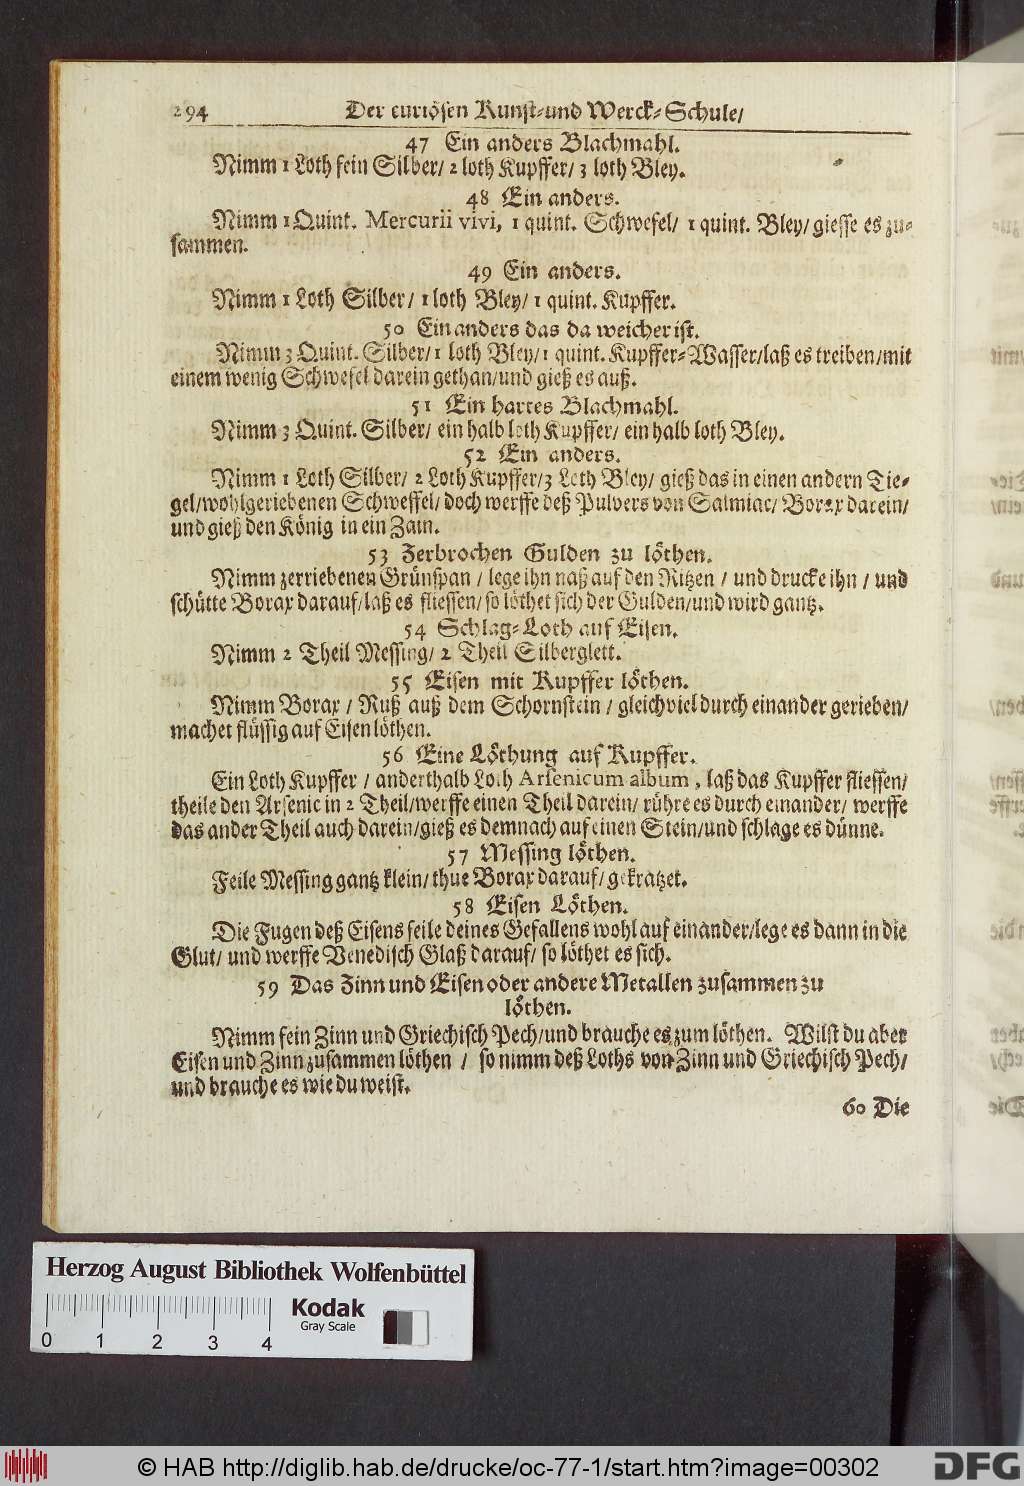 294 Der curiösen Kunst-und Werck-Schule/
47 Ein anders Blachmahl.
Nimm 1 Loth fein Silber/ 2 loth Kupffer/ 3 loth Bley.
48 Ein anders.
Nimm 1 Quint. Mercurii vivi, 1 quint. Schwefel/ 1 quint. Bley/ giesse es zu-
sammen.
49 Ein anders.
Nimm 1 Loth Silber/ 1 loth Bley/ 1 quint. Kupffer.
50 Ein anders das da weicher ist.
Nimm 3 Quint. Silber/ 1 loth Bley/ 1 quint. Kupffer-Wasser/ laß es treiben/ mit
einem wenig Schwefel darein gethan/ und gieß es auß.
51 Ein hartes Blachmahl.
Nimm 3 Quint. Silber/ ein halb loth Kupffer/ ein halb loth Bley.
52 Ein anders.
Nimm 1 Loth Silber/ 2 Loth Kupffer/ 3 Loth Bley/ gieß das in einen andern Tie-
gel/ wohlgeriebenen Schweffel/ doch werffe deß Pulvers von Salmiac/ Borax darein/
und gieß den König in ein Zain.
53 Zerbrochen Gulden zu löthen.
Nimm zerriebenen Grünspan / lege ihn naß auf den Ritzen / und drucke ihn / und
schütte Borax darauf/ laß es fliessen/ so löthet sich der Gulden/ und wird gantz.
54 Schlag-Loth auf Eisen.
Nimm 2 Theil Messing/ 2 Theil Silberglett.
55 Eisen mit Kupffer löthen.
Nimm Borax / Ruß auß dem Schornstein / gleichviel durch einander gerieben/
machet flüssig auf Eisen löthen.
56 Eine Löthung auf Kupffer.
Ein Loth Kupffer / anderthalb Loth Arsenicum album, laß das Kupffer fliessen/
theile den Arsenic in 2 Theil/ werffe einen Theil darein/ rühre es durch einander/ werffe
das ander Theil auch darein/ gieß es demnach auf einen Stein/ und schlage es dünne.
57 Messing löthen.
Feile Messing gantz klein/ thue Borax darauf/ gekratzet.
58 Eisen Löthen.
Die Fugen deß Eisens feile deines Gefallens wohl auf einander/ lege es dann in die
Glut/ und werffe Venedisch Glaß darauf/ so löthet es sich.
59 Das Zinn und Eisen oder andere Metallen zusammen zu
löthen.
Nimm fein Zinn und Griechisch Pech/ und brauche es zum löthen. Wilst du aber
Eisen und Zinn zusammen löthen / so nimm deß Loths von Zinn und Griechisch Pech/
und brauche es wie du weist.
60 Die
Herzog August Bibliothek Wolfenbüttel
Kodak
Gray Scale
0 1 2 3 4
© HAB http://diglib.hab.de/drucke/oc-77-1/start.htm?image=00302
DFG